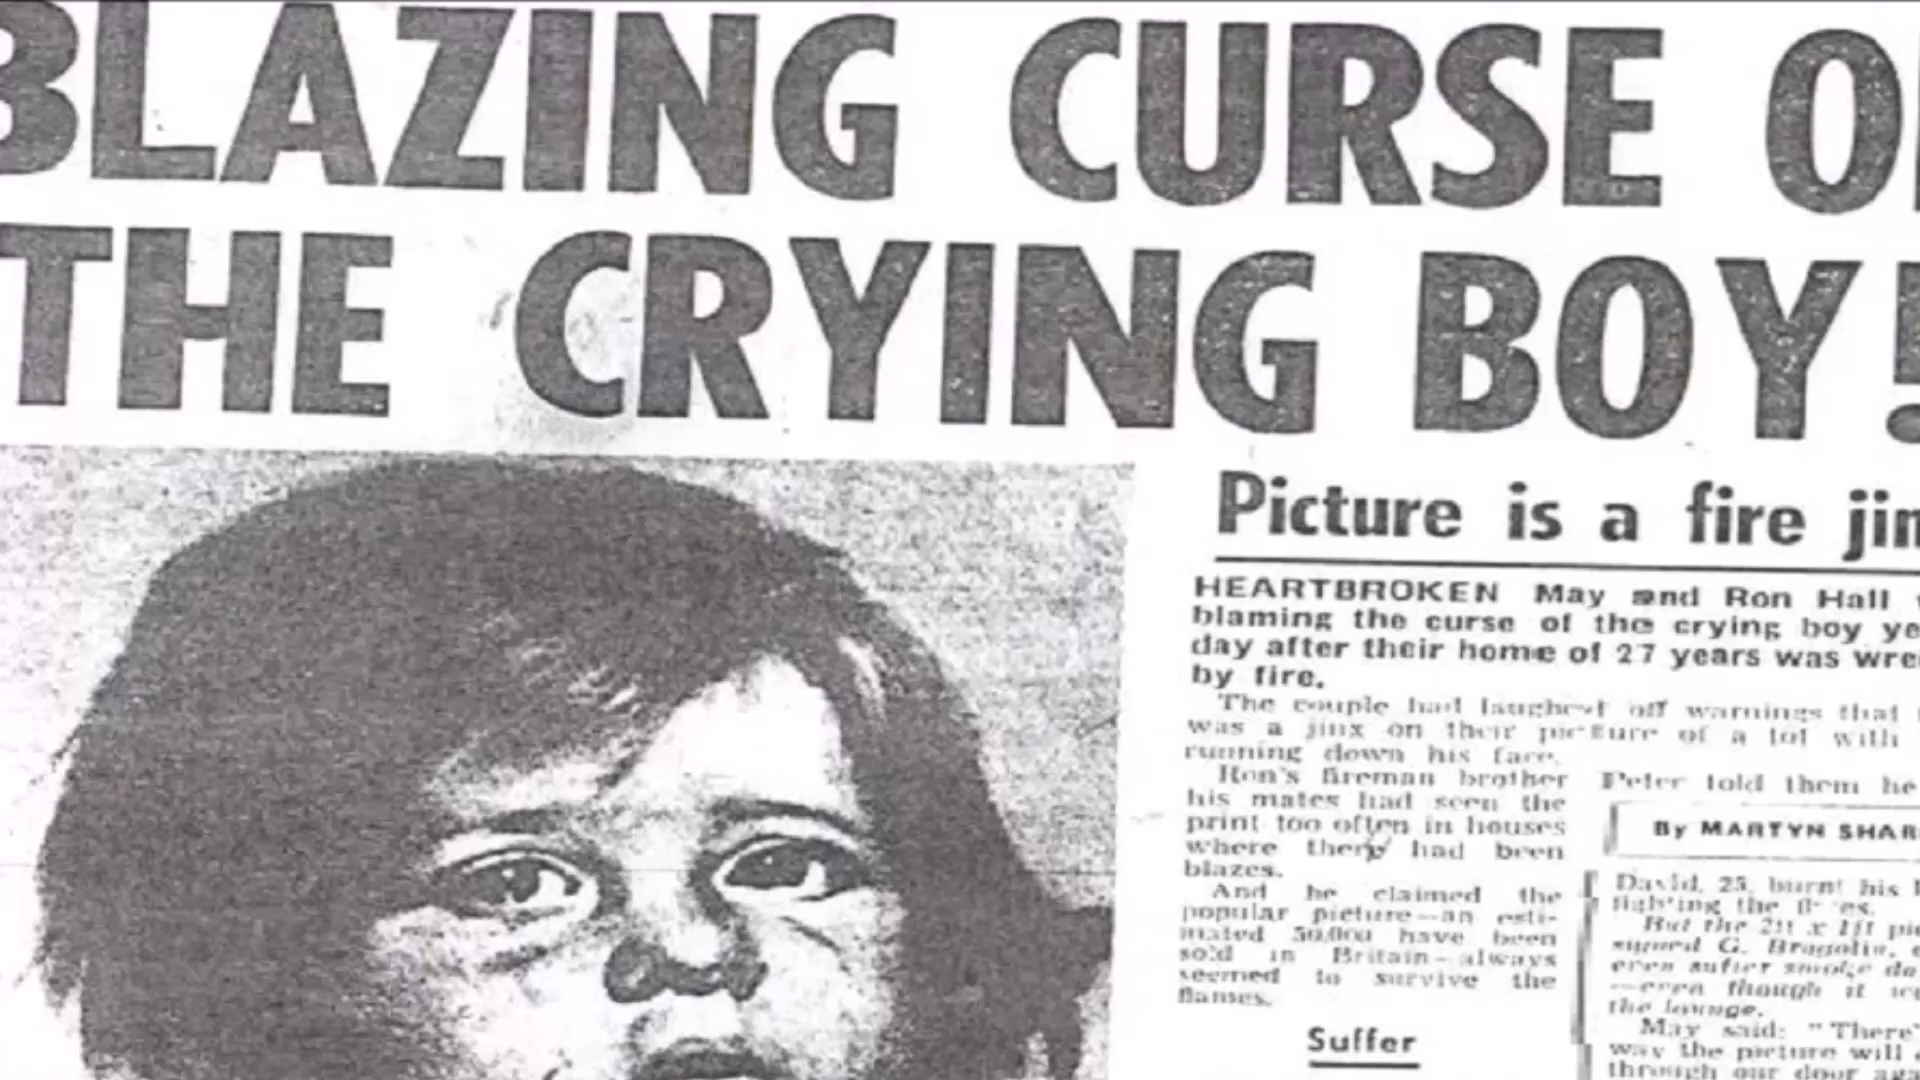 BLAZING CURSE O
THE CRYING BOY!
Picture is a fire jin
HEARTBROKEN May and Ron Hall
blaming the curse of the crying boy ye
day after their home of 27 years was wre
by fire.
The couple had laughed off warnings that
was a jinx on their picture of a tot with
running down his face.
Ron's fireman brother
his mates had seen the
print too often in houses
where there had been
blazes.
And he claimed the
popular picture—an esti-
mated 50,000 have been
sold in Britain—always
seemed to survive the
flames.
Suffer
Peter told them he
By MARTYN SHAR
David, 25, burnt his
fighting the
But the 2ft x 1ft pic
signed G. Bragolin,
even suffer smoke da
—even though it
the lounge.
May said: "There'
way the picture will
through our door aga